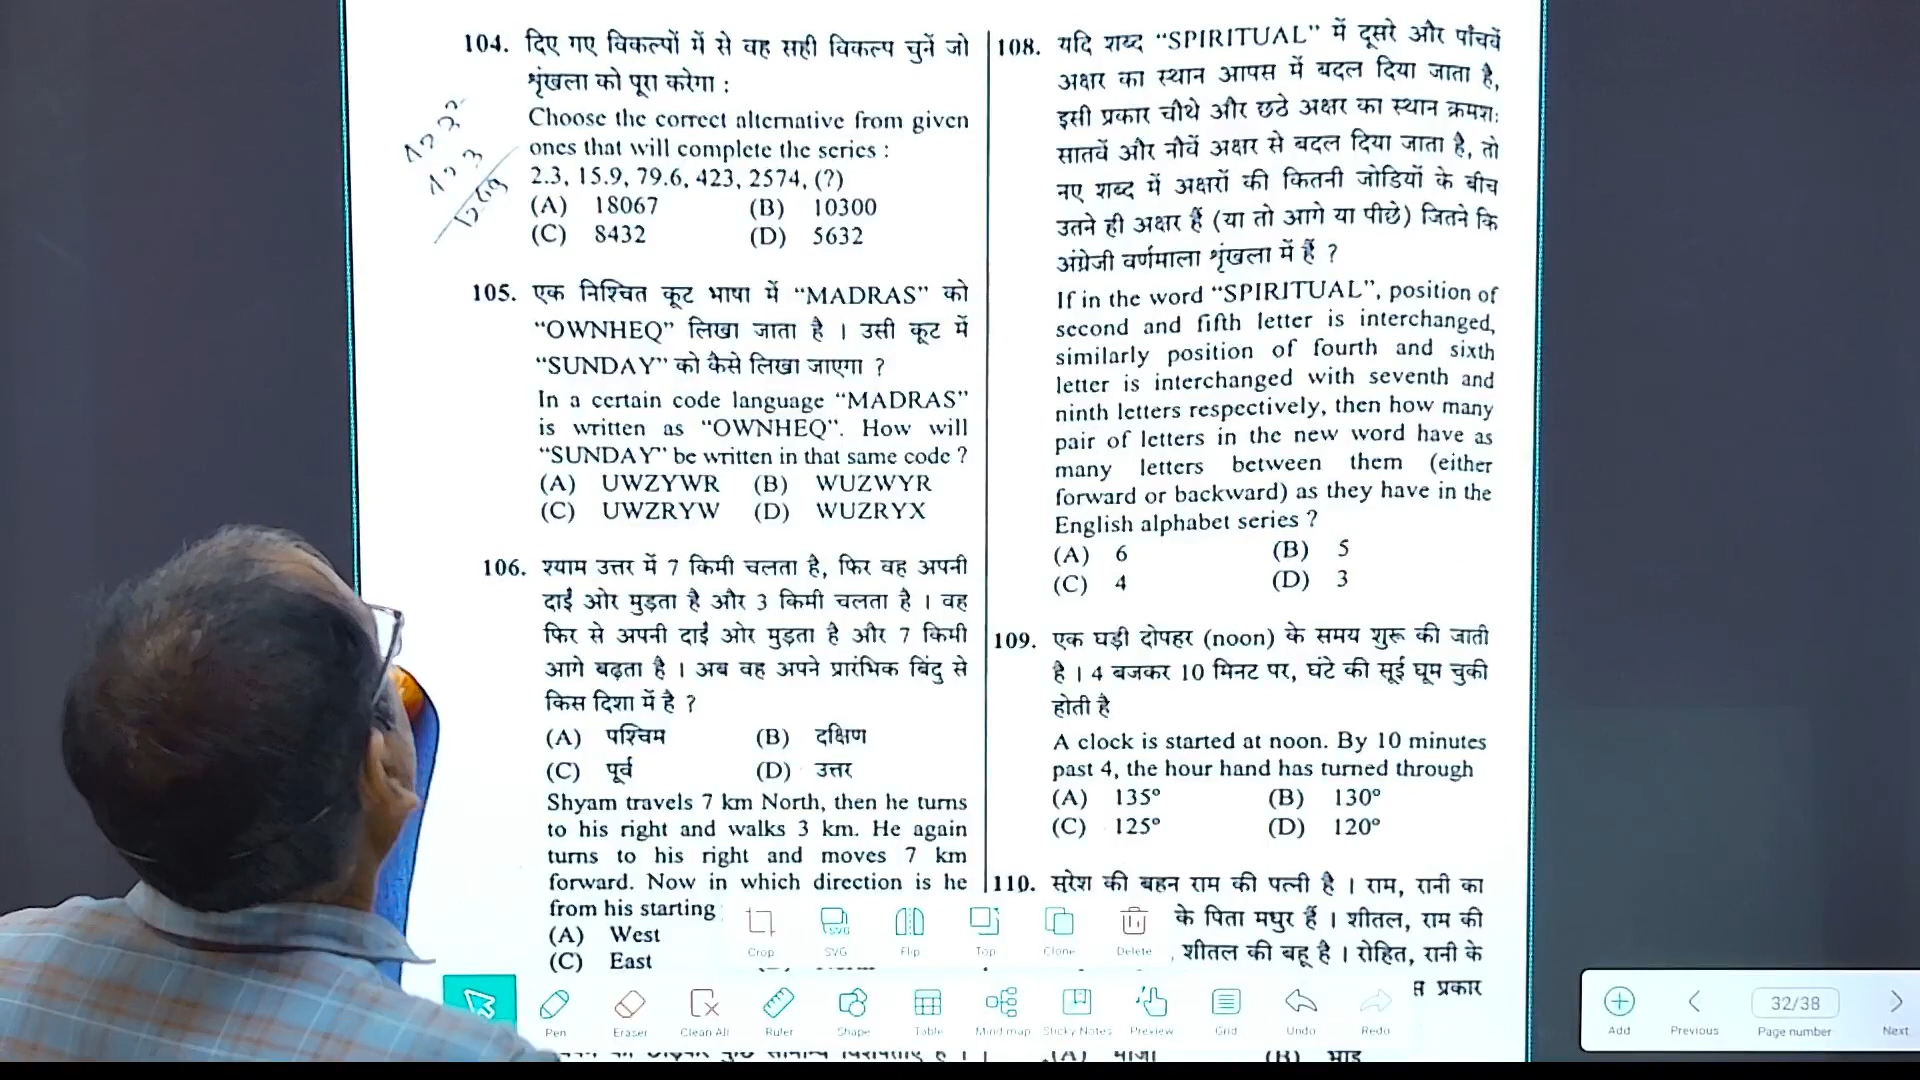 104. दिए गए विकल्पों में से वह सही विकल्प चुनें जो
शृंखला को पूरा करेगा :
Choose the correct alternative from given
ones that will complete the series :
2.3, 15.9, 79.6, 423, 2574, (?)
(A) 18067 (B) 10300
(C) 8432 (D) 5632
105. एक निश्चित कूट भाषा में “MADRAS” को
“OWNHEQ” लिखा जाता है । उसी कूट में
“SUNDAY” को कैसे लिखा जाएगा ?
In a certain code language “MADRAS”
is written as “OWNHEQ”. How will
“SUNDAY” be written in that same code ?
(A) UWZYWR (B) WUZWYR
(C) UWZRYW (D) WUZRYX
106. श्याम उत्तर में 7 किमी चलता है, फिर वह अपनी
दाईं ओर मुड़ता है और 3 किमी चलता है । वह
फिर से अपनी दाईं ओर मुड़ता है और 7 किमी
आगे बढ़ता है । अब वह अपने प्रारंभिक बिंदु से
किस दिशा में है ?
(A) पश्चिम (B) दक्षिण
(C) पूर्व (D) उत्तर
Shyam travels 7 km North, then he turns
to his right and walks 3 km. He again
turns to his right and moves 7 km
forward. Now in which direction is he
from his starting
(A) West
(C) East
108. यदि शब्द “SPIRITUAL” में दूसरे और पाँचवें
अक्षर का स्थान आपस में बदल दिया जाता है,
इसी प्रकार चौथे और छठे अक्षर का स्थान क्रमशः
सातवें और नौवें अक्षर से बदल दिया जाता है, तो
नए शब्द में अक्षरों की कितनी जोडियों के बीच
उतने ही अक्षर हैं (या तो आगे या पीछे) जितने कि
अंग्रेजी वर्णमाला शृंखला में हैं ?
If in the word “SPIRITUAL”, position of
second and fifth letter is interchanged,
similarly position of fourth and sixth
letter is interchanged with seventh and
ninth letters respectively, then how many
pair of letters in the new word have as
many letters between them (either
forward or backward) as they have in the
English alphabet series ?
(A) 6 (B) 5
(C) 4 (D) 3
109. एक घड़ी दोपहर (noon) के समय शुरू की जाती
है । 4 बजकर 10 मिनट पर, घंटे की सूई घूम चुकी
होती है
A clock is started at noon. By 10 minutes
past 4, the hour hand has turned through
(A) 135° (B) 130°
(C) 125° (D) 120°
110. सुरेश की बहन राम की पत्नी है । राम, रानी का
के पिता मधुर हैं । शीतल, राम की
, शीतल की बहू है । रोहित, रानी के
प्रकार
Crop SVG Flip Top Clone Delete
Pen Eraser Clean All Ruler Shape Table Mind map Sticky Notes Preview Grid Undo Redo
32/38
Add Previous Page number Next